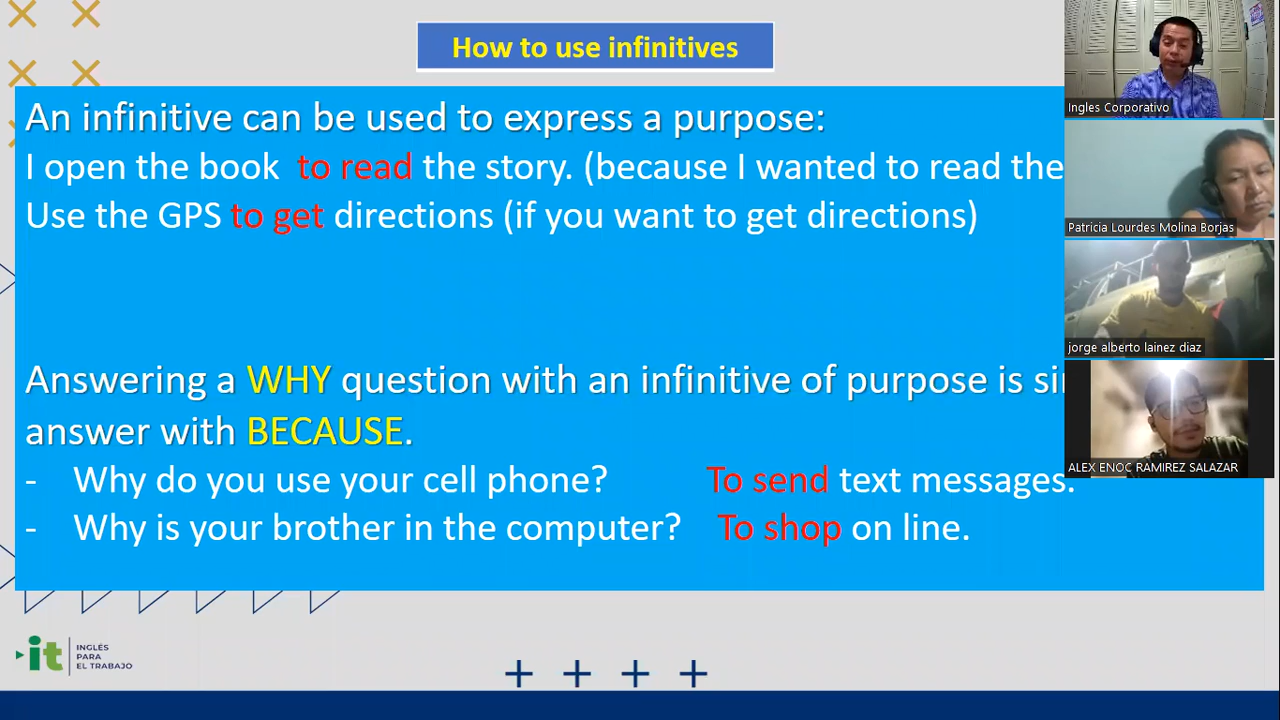 How to use infinitives
An infinitive can be used to express a purpose:
I open the book to read the story. (because I wanted to read the
Use the GPS to get directions (if you want to get directions)
Answering a WHY question with an infinitive of purpose is
answer with BECAUSE.
- Why do you use your cell phone? To send text messages.
- Why is your brother in the computer? To shop on line.
it INGLÉS
PARA
EL TRABAJO
Ingles Corporativo
Patricia Lourdes Molina Borjas
jorge alberto lainez diaz
ALEX ENOC RAMIREZ SALAZAR